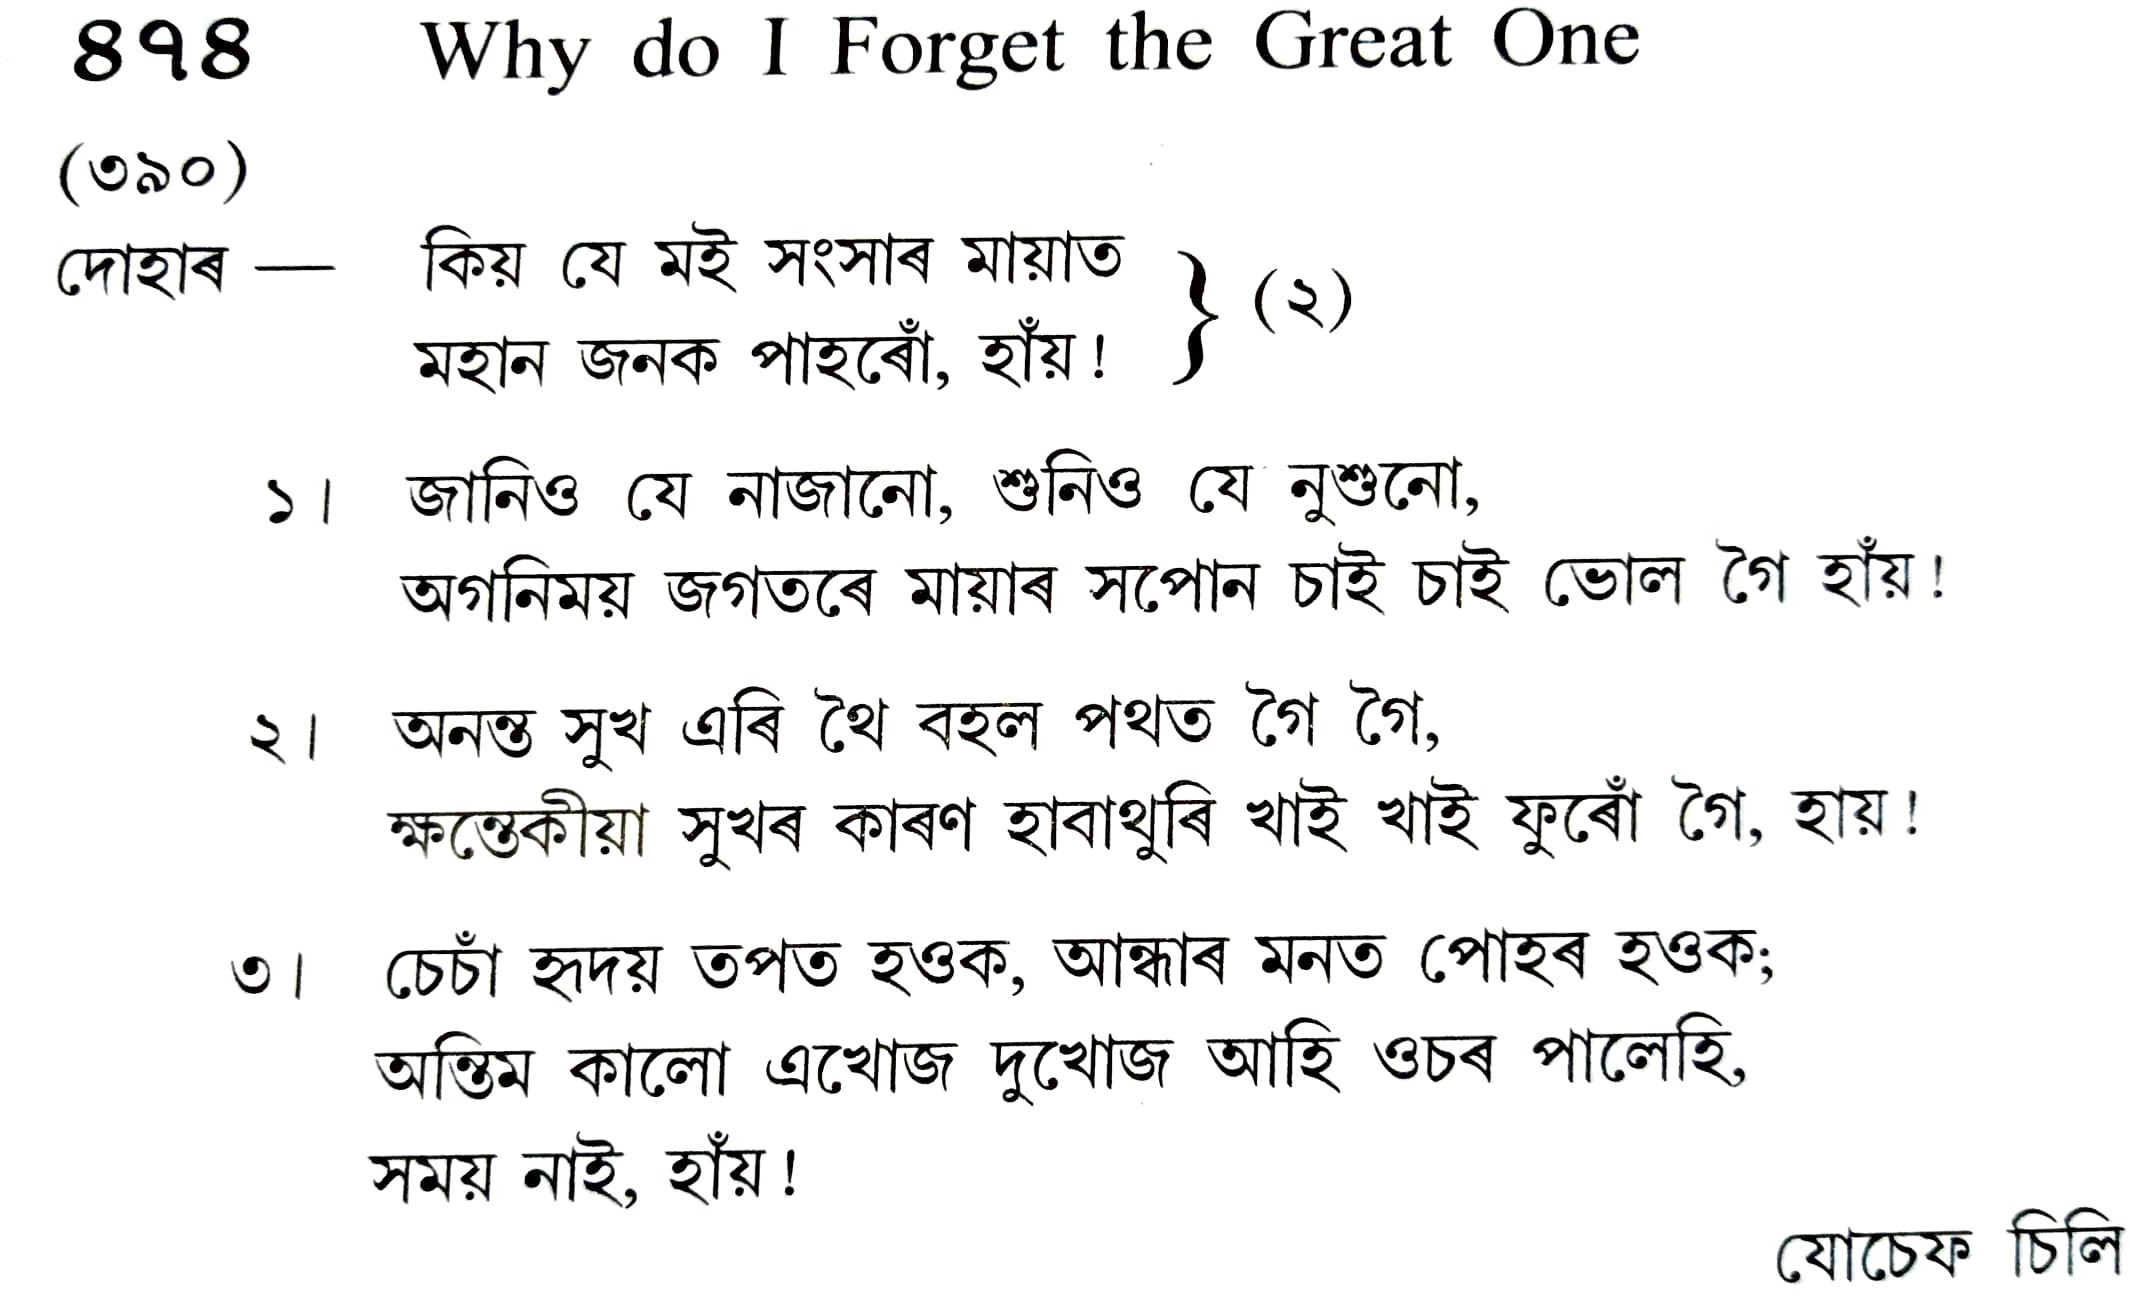 ৪৭৪ Why do I Forget the Great One
(৩৯০)
দোহাৰ — কিয় যে মই সংসাৰ মায়াত
মহান জনক পাহৰোঁ, হাঁয় ! } (২)
১। জানিও যে নাজানো, শুনিও যে নুশুনো,
অগনিময় জগতৰে মায়াৰ সপোন চাই চাই ভোল গৈ হাঁয় !
২। অনন্ত সুখ এৰি থৈ বহল পথত গৈ গৈ,
ক্ষন্তেকীয়া সুখৰ কাৰণ হাবাথুৰি খাই খাই ফুৰোঁ গৈ, হায় !
৩। চেচাঁ হৃদয় তপত হওক, আন্ধাৰ মনত পোহৰ হওক;
অন্তিম কালো এখোজ দুখোজ আহি ওচৰ পালেহি,
সময় নাই, হাঁয় !
যোচেফ চিলি